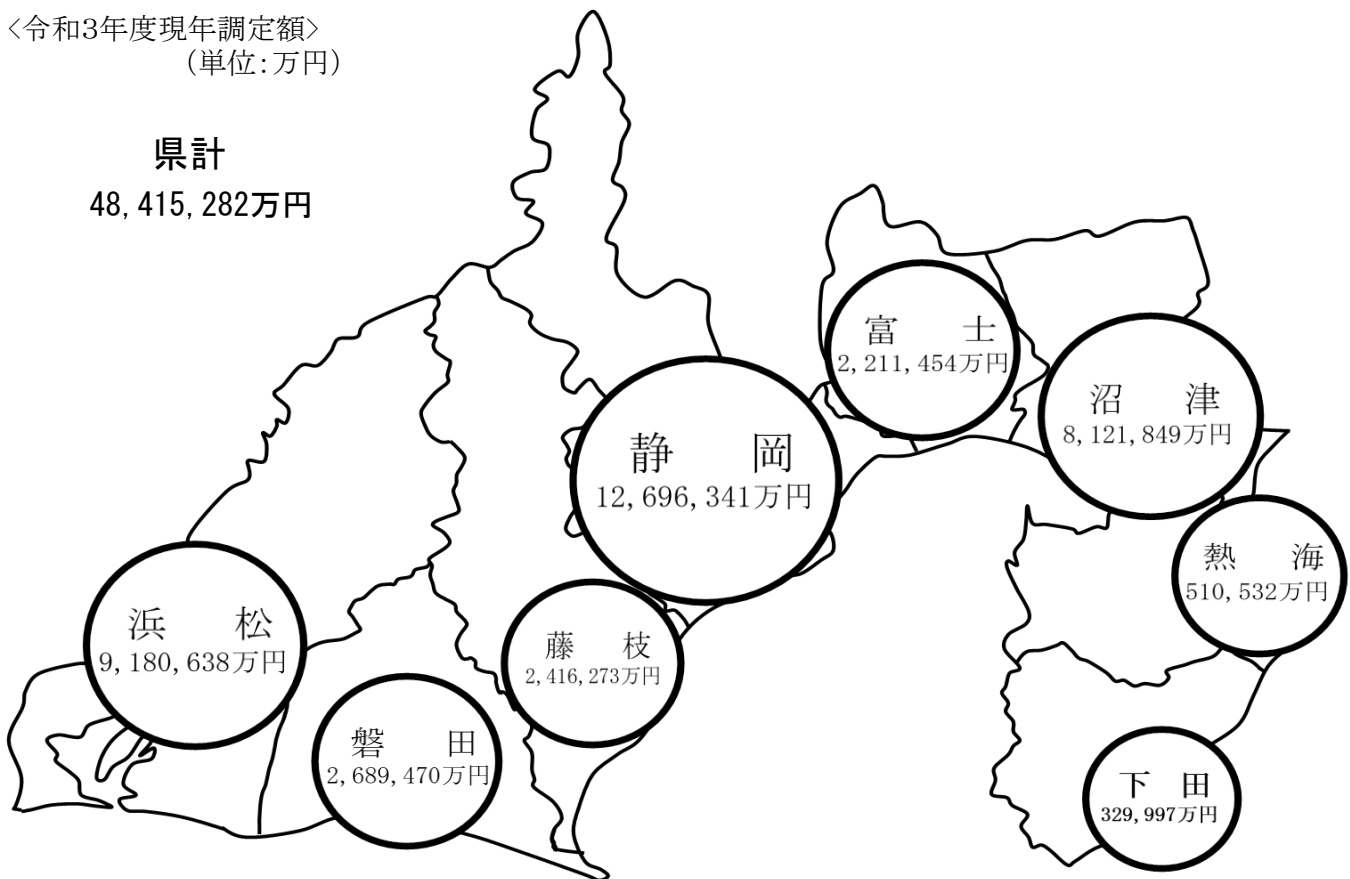 <令和3年度現年調定額>
(単位:万円)
県計
48,415,282万円
富　士
2,211,454万円
沼　津
8,121,849万円
静　岡
12,696,341万円
熱　海
510,532万円
浜　松
9,180,638万円
藤　枝
2,416,273万円
磐　田
2,689,470万円
下　田
329,997万円